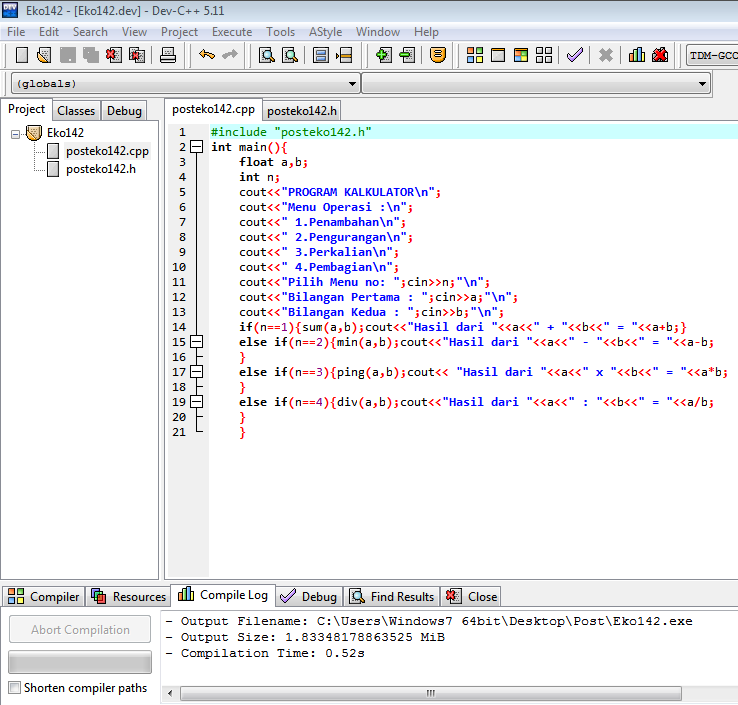 Eko142 - [Eko142.dev] - Dev-C++ 5.11
File Edit Search View Project Execute Tools AStyle Window Help
TDM-GCC
(globals)
Project Classes Debug
posteko142.cpp posteko142.h
Eko142
posteko142.cpp
posteko142.h
1 #include "posteko142.h"
2 int main(){
3 float a,b;
4 int n;
5 cout<<"PROGRAM KALKULATOR\n";
6 cout<<"Menu Operasi :\n";
7 cout<<" 1.Penambahan\n";
8 cout<<" 2.Pengurangan\n";
9 cout<<" 3.Perkalian\n";
10 cout<<" 4.Pembagian\n";
11 cout<<"Pilih Menu no: ";cin>>n;"\n";
12 cout<<"Bilangan Pertama : ";cin>>a;"\n";
13 cout<<"Bilangan Kedua : ";cin>>b;"\n";
14 if(n==1){sum(a,b);cout<<"Hasil dari "<<a<<" + "<<b<<" = "<<a+b;}
15 else if(n==2){min(a,b);cout<<"Hasil dari "<<a<<" - "<<b<<" = "<<a-b;
16 }
17 else if(n==3){ping(a,b);cout<< "Hasil dari "<<a<<" x "<<b<<" = "<<a*b;
18 }
19 else if(n==4){div(a,b);cout<<"Hasil dari "<<a<<" : "<<b<<" = "<<a/b;
20 }
21 }
Compiler Resources Compile Log Debug Find Results Close
Abort Compilation
Shorten compiler paths
- Output Filename: C:\Users\Windows7 64bit\Desktop\Post\Eko142.exe
- Output Size: 1.83348178863525 MiB
- Compilation Time: 0.52s